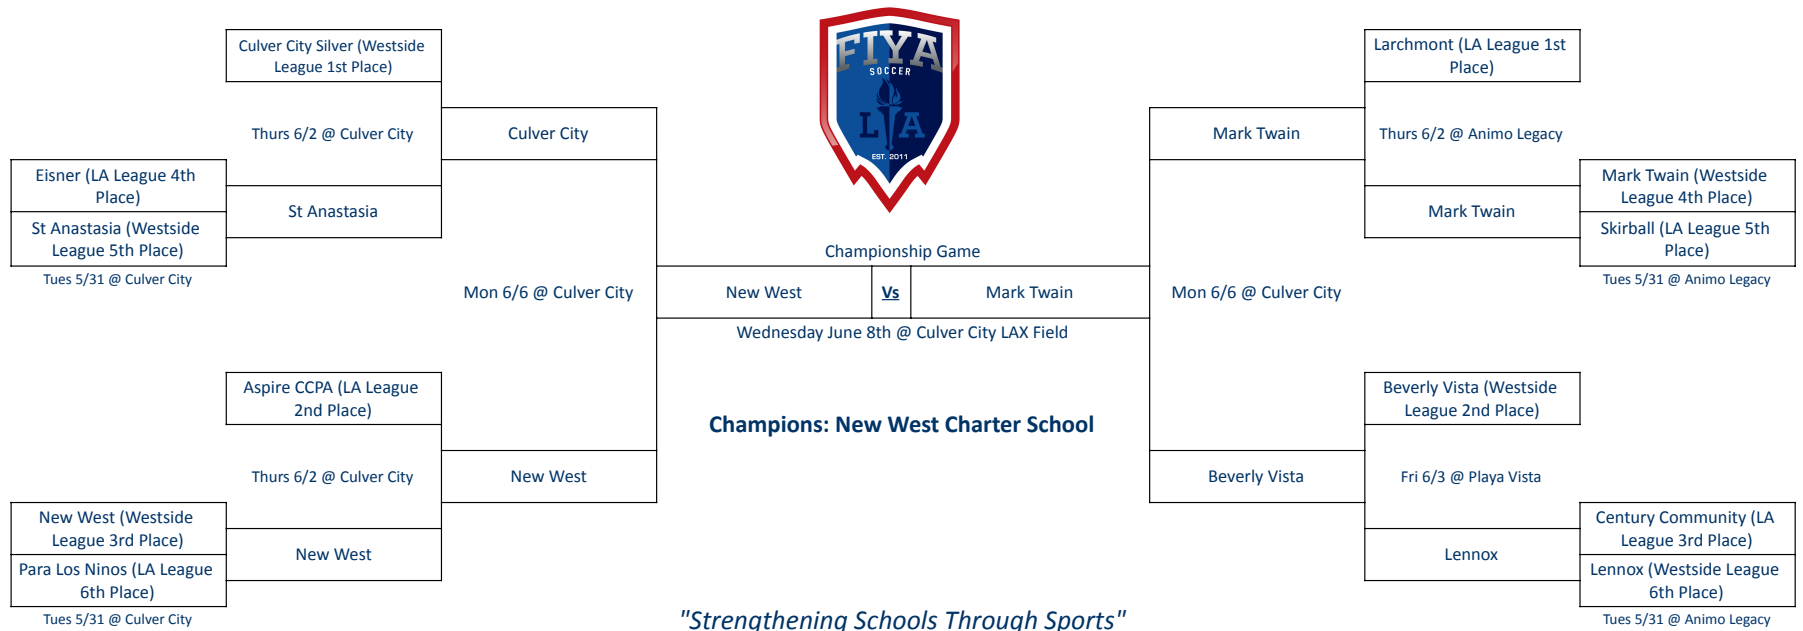 Culver City Silver (Westside
League 1st Place)
Thurs 6/2 @ Culver City
Culver City
Eisner (LA League 4th
Place)
St Anastasia (Westside
League 5th Place)
Tues 5/31 @ Culver City
St Anastasia
Mon 6/6 @ Culver City
Aspire CCPA (LA League
2nd Place)
Thurs 6/2 @ Culver City
New West
New West (Westside
League 3rd Place)
Para Los Ninos (LA League
6th Place)
Tues 5/31 @ Culver City
New West
FIYA
SOCCER
LA
EST. 2011
Championship Game
New West
Vs
Mark Twain
Wednesday June 8th @ Culver City LAX Field
Champions: New West Charter School
"Strengthening Schools Through Sports"
Larchmont (LA League 1st
Place)
Mark Twain
Thurs 6/2 @ Animo Legacy
Mark Twain
Mark Twain (Westside
League 4th Place)
Skirball (LA League 5th
Place)
Tues 5/31 @ Animo Legacy
Mon 6/6 @ Culver City
Beverly Vista (Westside
League 2nd Place)
Beverly Vista
Fri 6/3 @ Playa Vista
Lennox
Century Community (LA
League 3rd Place)
Lennox (Westside League
6th Place)
Tues 5/31 @ Animo Legacy